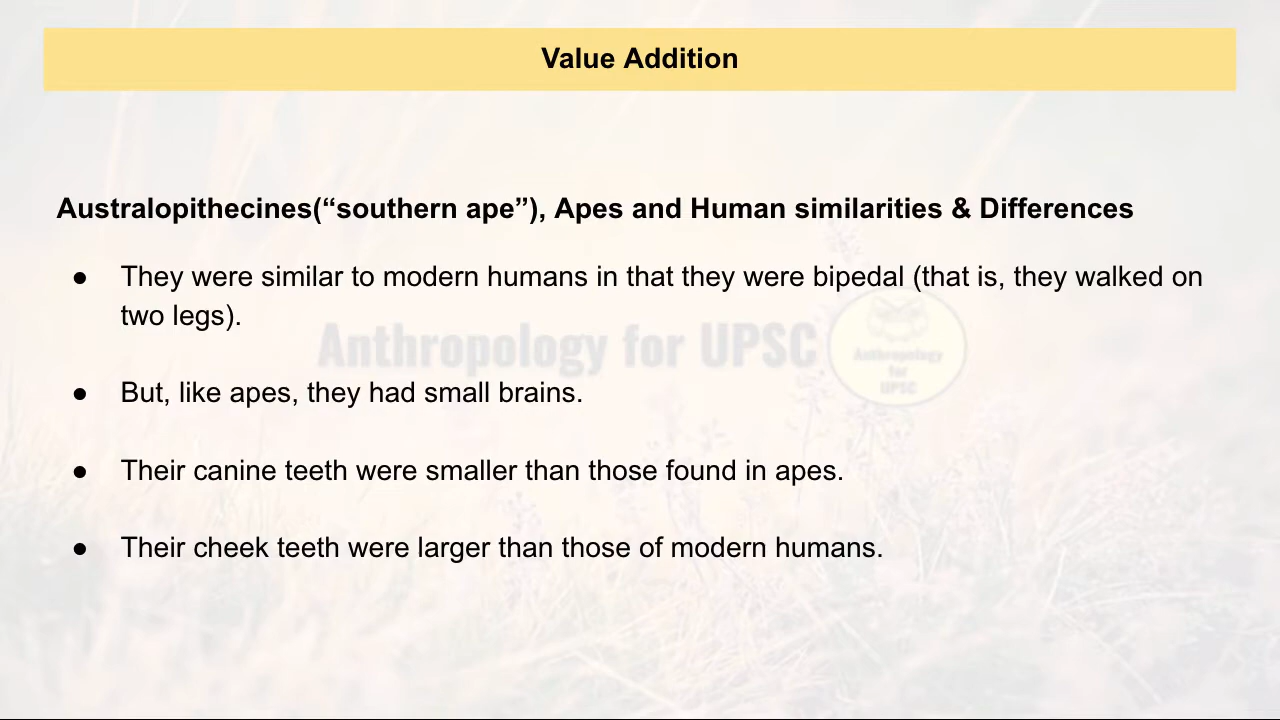 Value Addition
Australopithecines(“southern ape”), Apes and Human similarities & Differences
● They were similar to modern humans in that they were bipedal (that is, they walked on
two legs).
Anthropology for UPSC
Anthropology
for
UPSC
● But, like apes, they had small brains.
● Their canine teeth were smaller than those found in apes.
● Their cheek teeth were larger than those of modern humans.